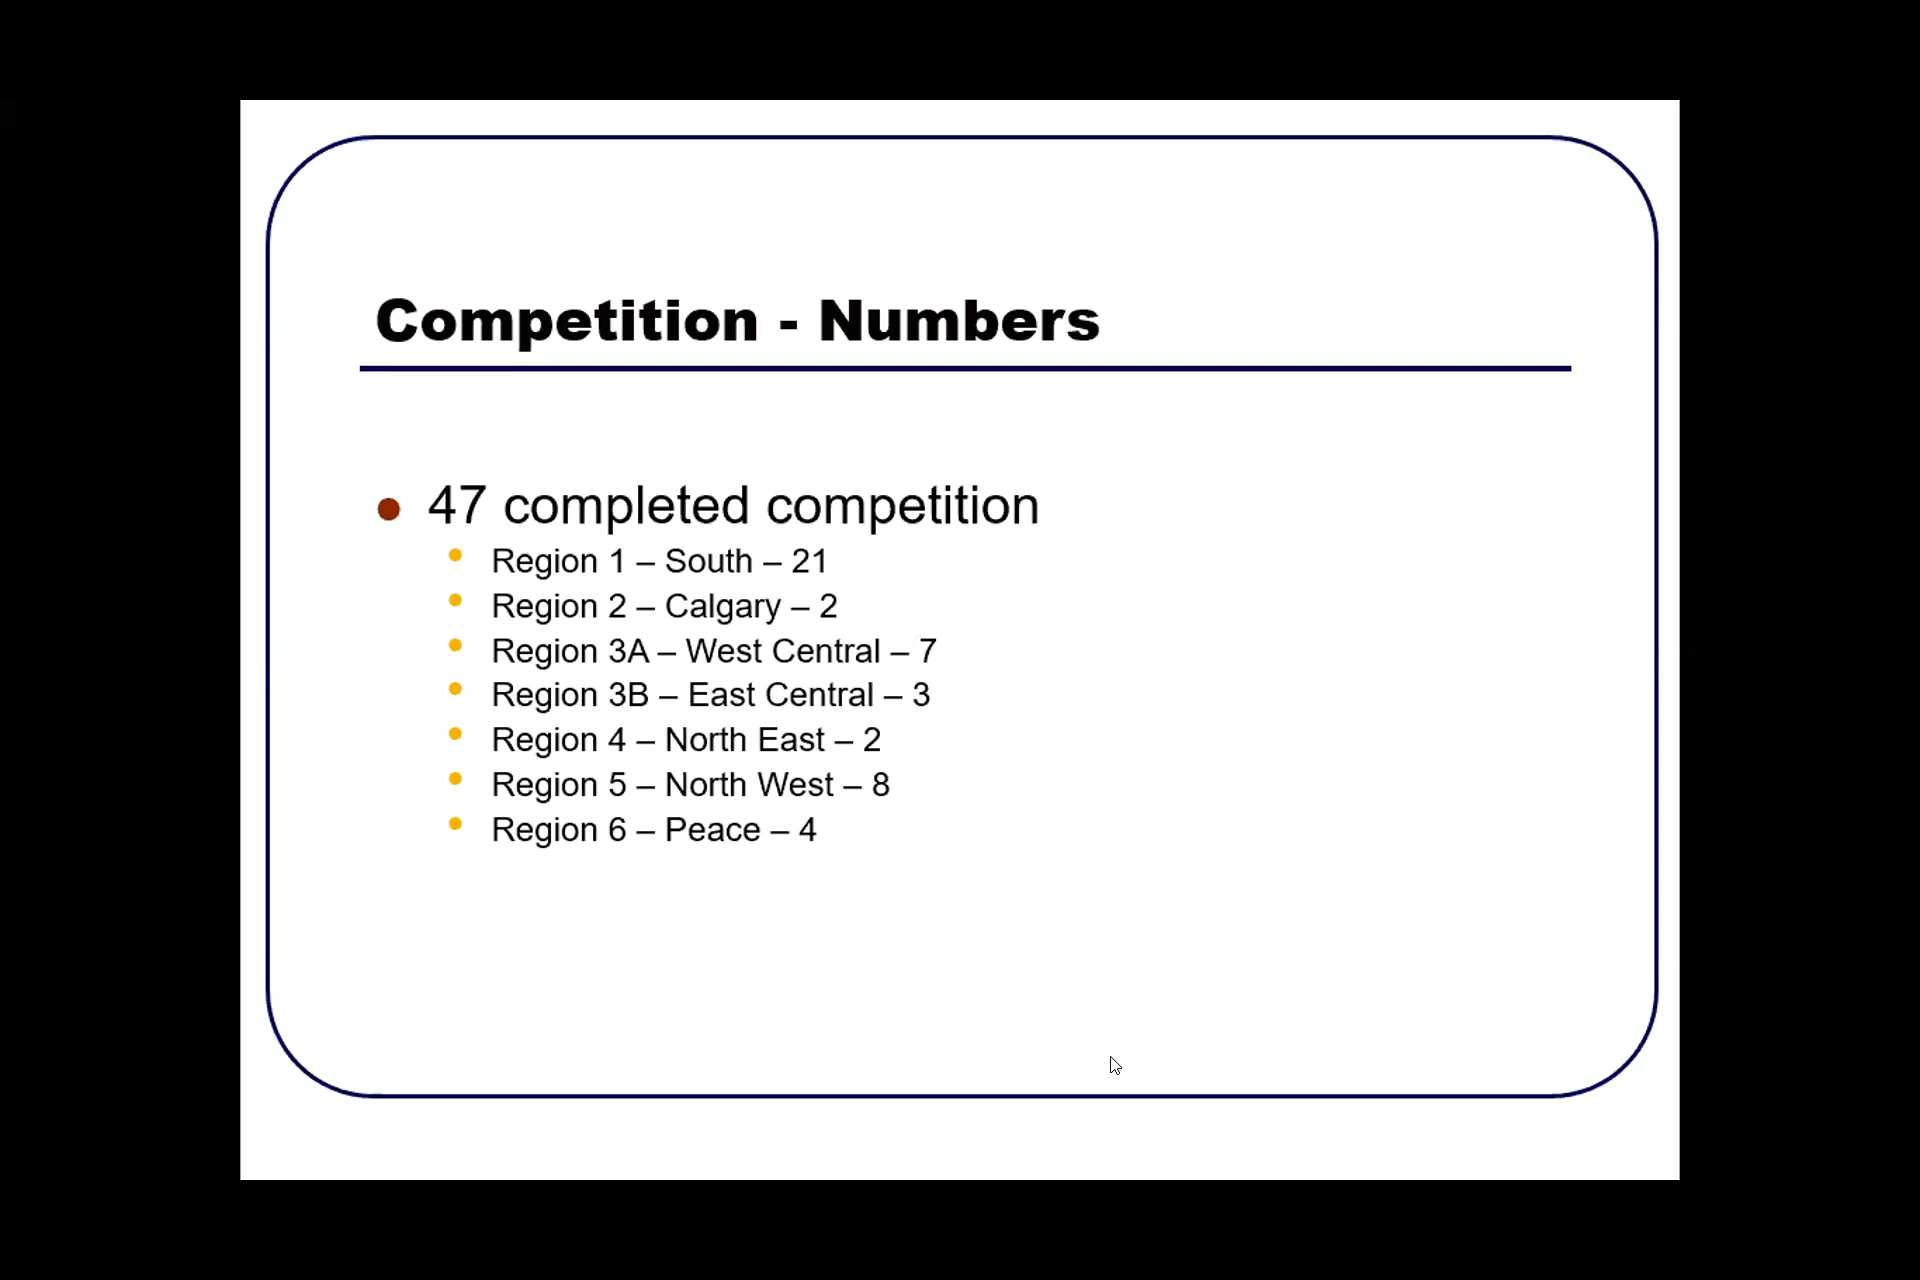 Competition - Numbers
47 completed competition
Region 1 – South – 21
Region 2 – Calgary – 2
Region 3A – West Central – 7
Region 3B – East Central – 3
Region 4 – North East – 2
Region 5 – North West – 8
Region 6 – Peace – 4